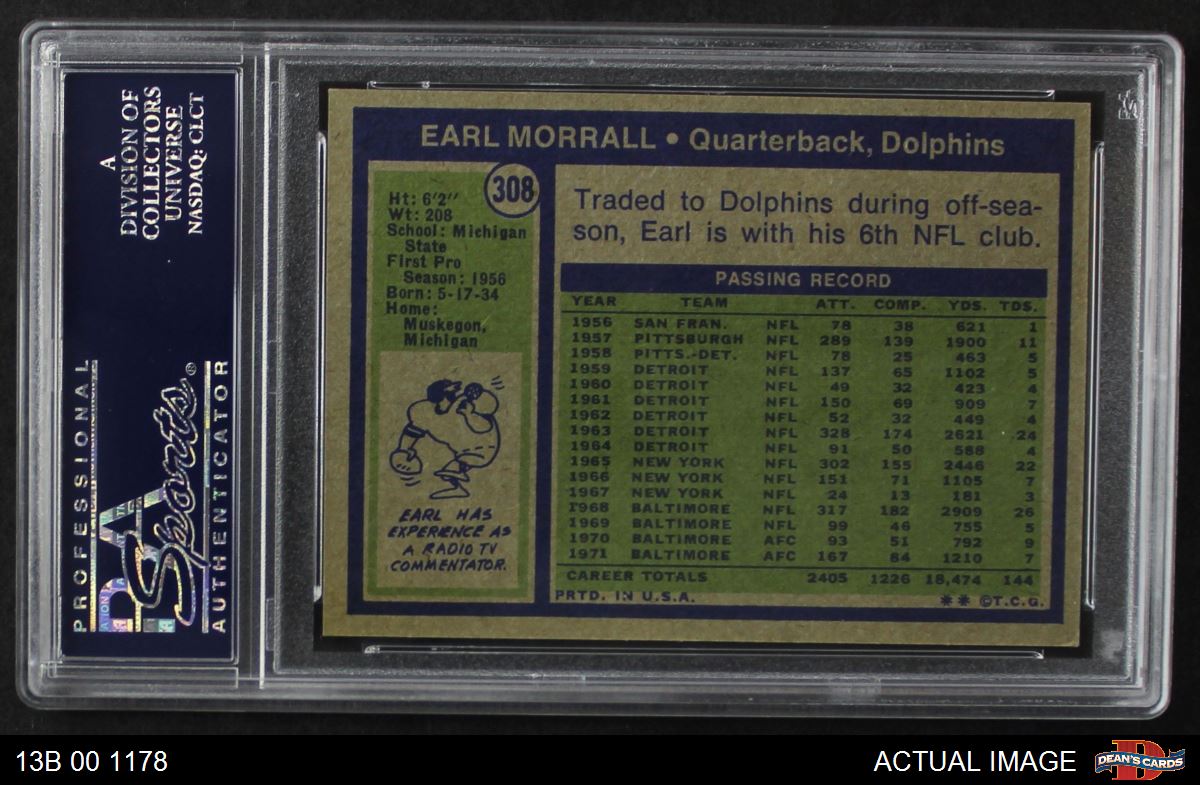 A
DIVISION OF
COLLECTORS
UNIVERSE
NASDAQ: CLCT
PROFESSIONAL
PSA
Sports®
AUTHENTICATOR
EARL MORRALL • Quarterback, Dolphins
308
Ht: 6'2"
Wt: 208
School: Michigan
State
First Pro
Season: 1956
Born: 5-17-34
Home:
Muskegon,
Michigan
EARL HAS
EXPERIENCE AS
A RADIO TV
COMMENTATOR.
Traded to Dolphins during off-sea-
son, Earl is with his 6th NFL club.
PASSING RECORD
YEAR TEAM ATT. COMP. YDS. TDS.
1956 SAN FRAN. NFL 78 38 621 1
1957 PITTSBURGH NFL 289 139 1900 11
1958 PITTS.-DET. NFL 78 25 463 5
1959 DETROIT NFL 137 65 1102 5
1960 DETROIT NFL 49 32 423 4
1961 DETROIT NFL 150 69 909 7
1962 DETROIT NFL 52 32 449 4
1963 DETROIT NFL 328 174 2621 24
1964 DETROIT NFL 91 50 588 4
1965 NEW YORK NFL 302 155 2446 22
1966 NEW YORK NFL 151 71 1105 7
1967 NEW YORK NFL 24 13 181 3
1968 BALTIMORE NFL 317 182 2909 26
1969 BALTIMORE NFL 99 46 755 5
1970 BALTIMORE AFC 93 51 792 9
1971 BALTIMORE AFC 167 84 1210 7
CAREER TOTALS 2405 1226 18,474 144
PRTD. IN U.S.A. ** ©T.C.G.
13B 00 1178
ACTUAL IMAGE
D
DEAN'S CARDS